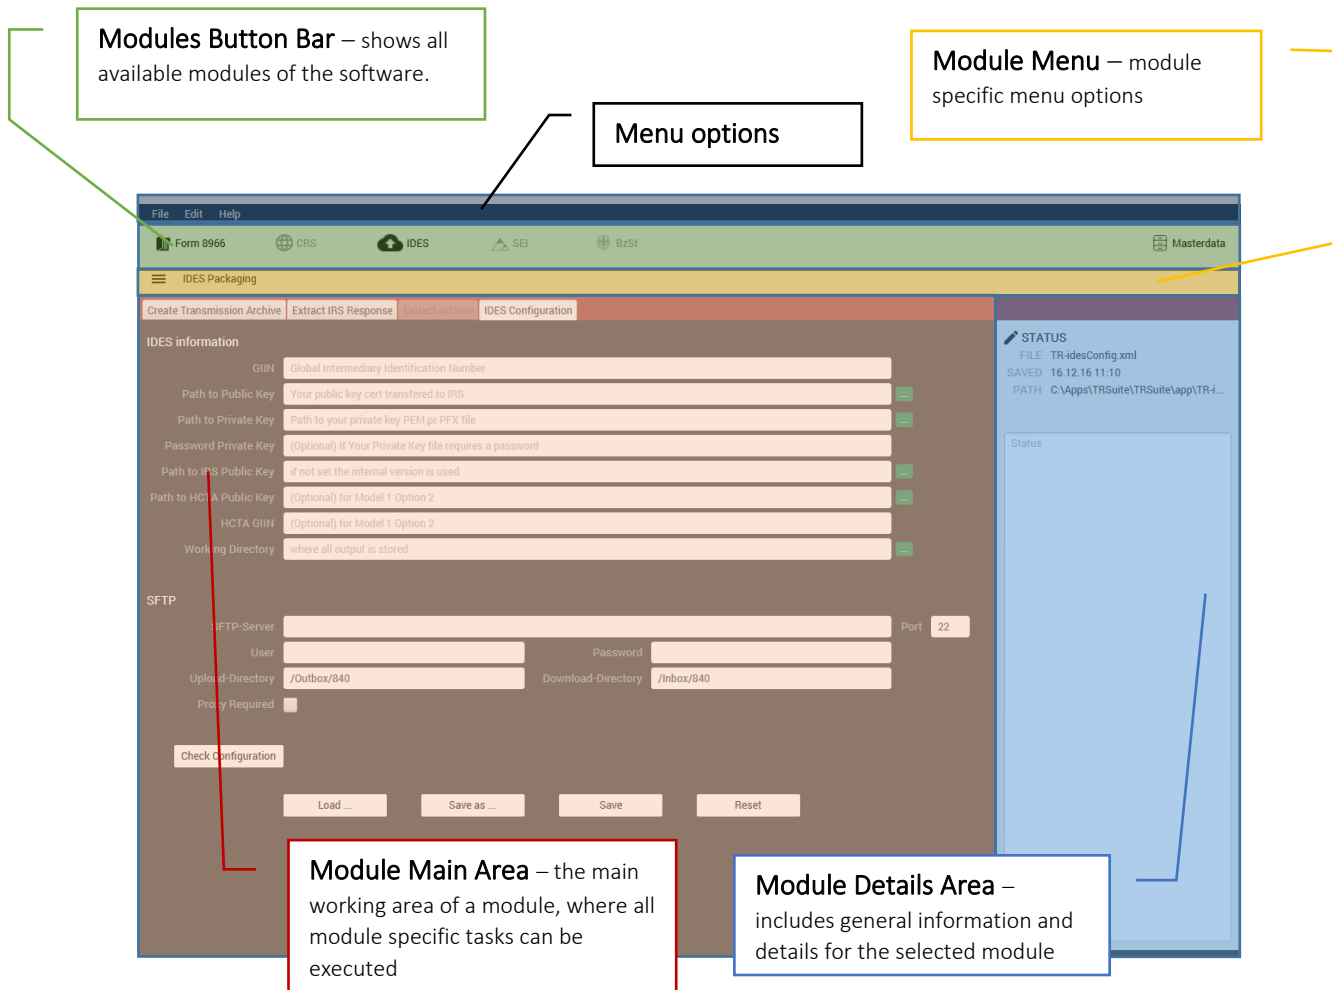 Modules Button Bar – shows all
available modules of the software.
Module Menu – module
specific menu options
Menu options
File Edit Help
Form 8966 CRS IDES SEI BzSt Masterdata
IDES Packaging
Create Transmission Archive Extract IRS Response Extract Archive IDES Configuration
IDES information
GIIN Global Intermediary Identification Number
Path to Public Key Your public key cert transfered to IRS ...
Path to Private Key Path to your private key PEM pr PFX file ...
Password Private Key (Optional) If Your Private Key file requires a password
Path to IRS Public Key if not set the internal version is used ...
Path to HCTA Public Key (Optional) for Model 1 Option 2 ...
HCTA GIIN (Optional) for Model 1 Option 2
Working Directory where all output is stored ...
STATUS
FILE TR-idesConfig.xml
SAVED 16.12.16 11:10
PATH C:\Apps\TRSuite\TRSuite\app\TR-i...
Status
SFTP
SFTP-Server Port 22
User Password
Upload-Directory /Outbox/840 Download-Directory /Inbox/840
Proxy Required
Check Configuration
Load ... Save as ... Save Reset
Module Main Area – the main
working area of a module, where all
module specific tasks can be
executed
Module Details Area –
includes general information and
details for the selected module